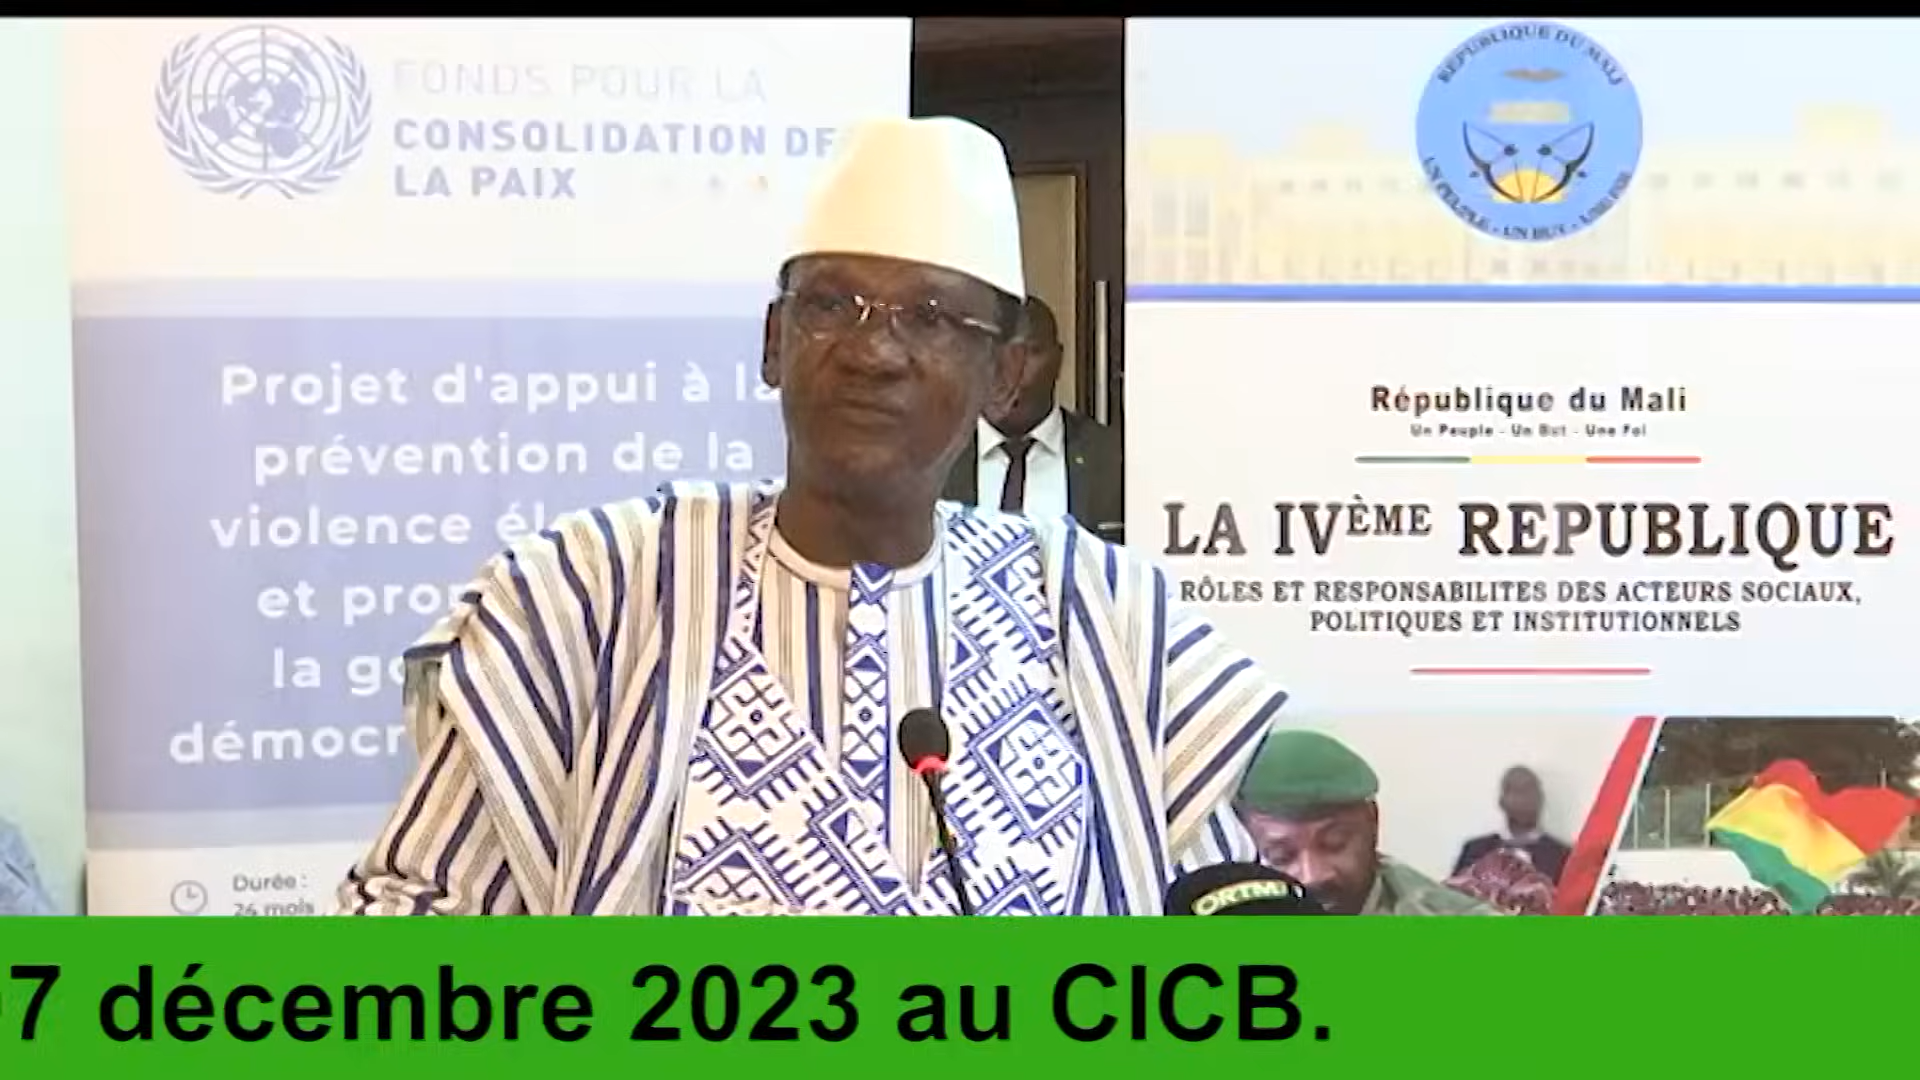 FONDS POUR LA
CONSOLIDATION DE
LA PAIX
Projet d'appui à la
prévention de la
violence
et
la
Durée :
26 mois
REPUBLIQUE DU MALI
UN PEUPLE - UN BUT - UNE FOI
République du Mali
Un Peuple - Un But - Une Foi
LA IVÈME REPUBLIQUE
RÔLES ET RESPONSABILITES DES ACTEURS SOCIAUX,
POLITIQUES ET INSTITUTIONNELS
ORTM
7 décembre 2023 au CICB.